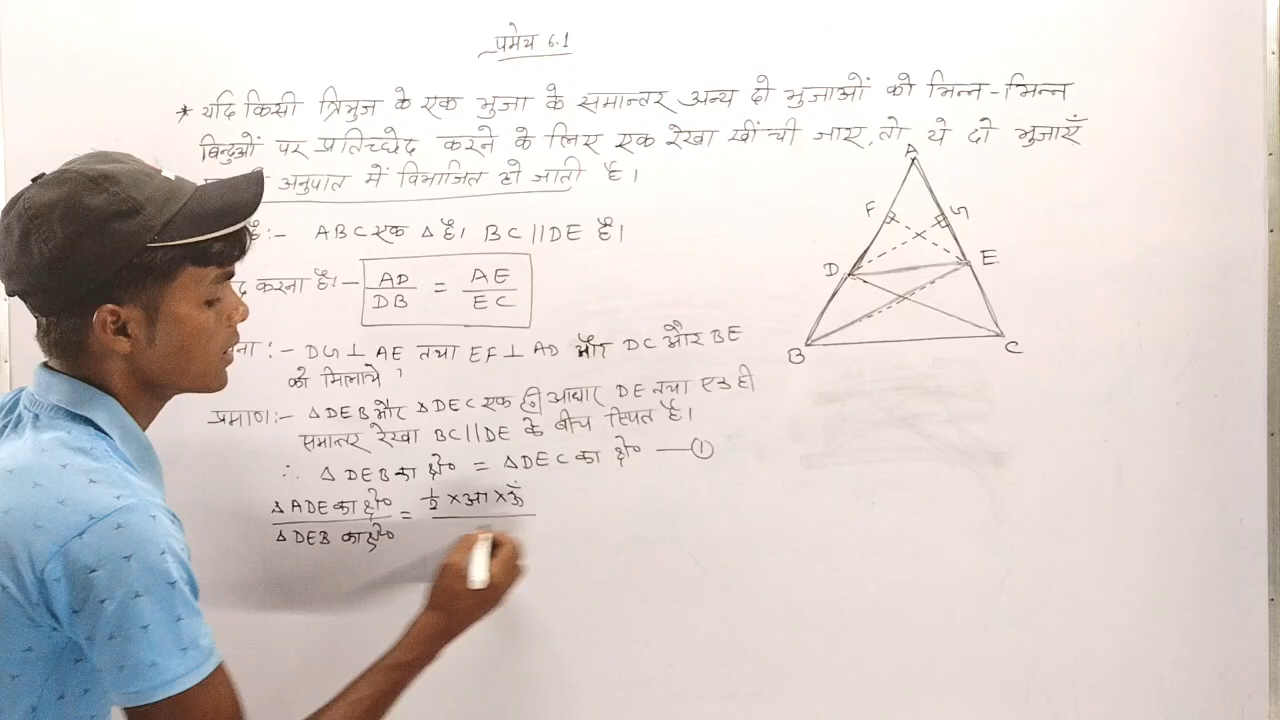 प्रमेय 6.1
* यदि किसी त्रिभुज के एक भुजा के समान्तर अन्य दो भुजाओं को भिन्न-भिन्न
बिन्दुओं पर प्रतिच्छेद करने के लिए एक रेखा खींची जाए, तो ये दो भुजाएँ
अनुपात में विभाजित हो जाती है।
है:- ABC एक Δ है। BC||DE है।
करना है।- AD/DB = AE/EC
ना:- DG⊥ AE तथा EF⊥ AD और DC और BE
को मिलाये
प्रमाण:- ΔDEB और ΔDEC एक ही आधार DE तथा एक ही
समान्तर रेखा BC||DE के बीच स्थित है।
∴ ΔDEB का क्षे० = ΔDEC का क्षे० —①
ΔADE का क्षे०/ΔDEB का क्षे० = 1/2 ×आ×ऊँ
A
F G
D E
B C